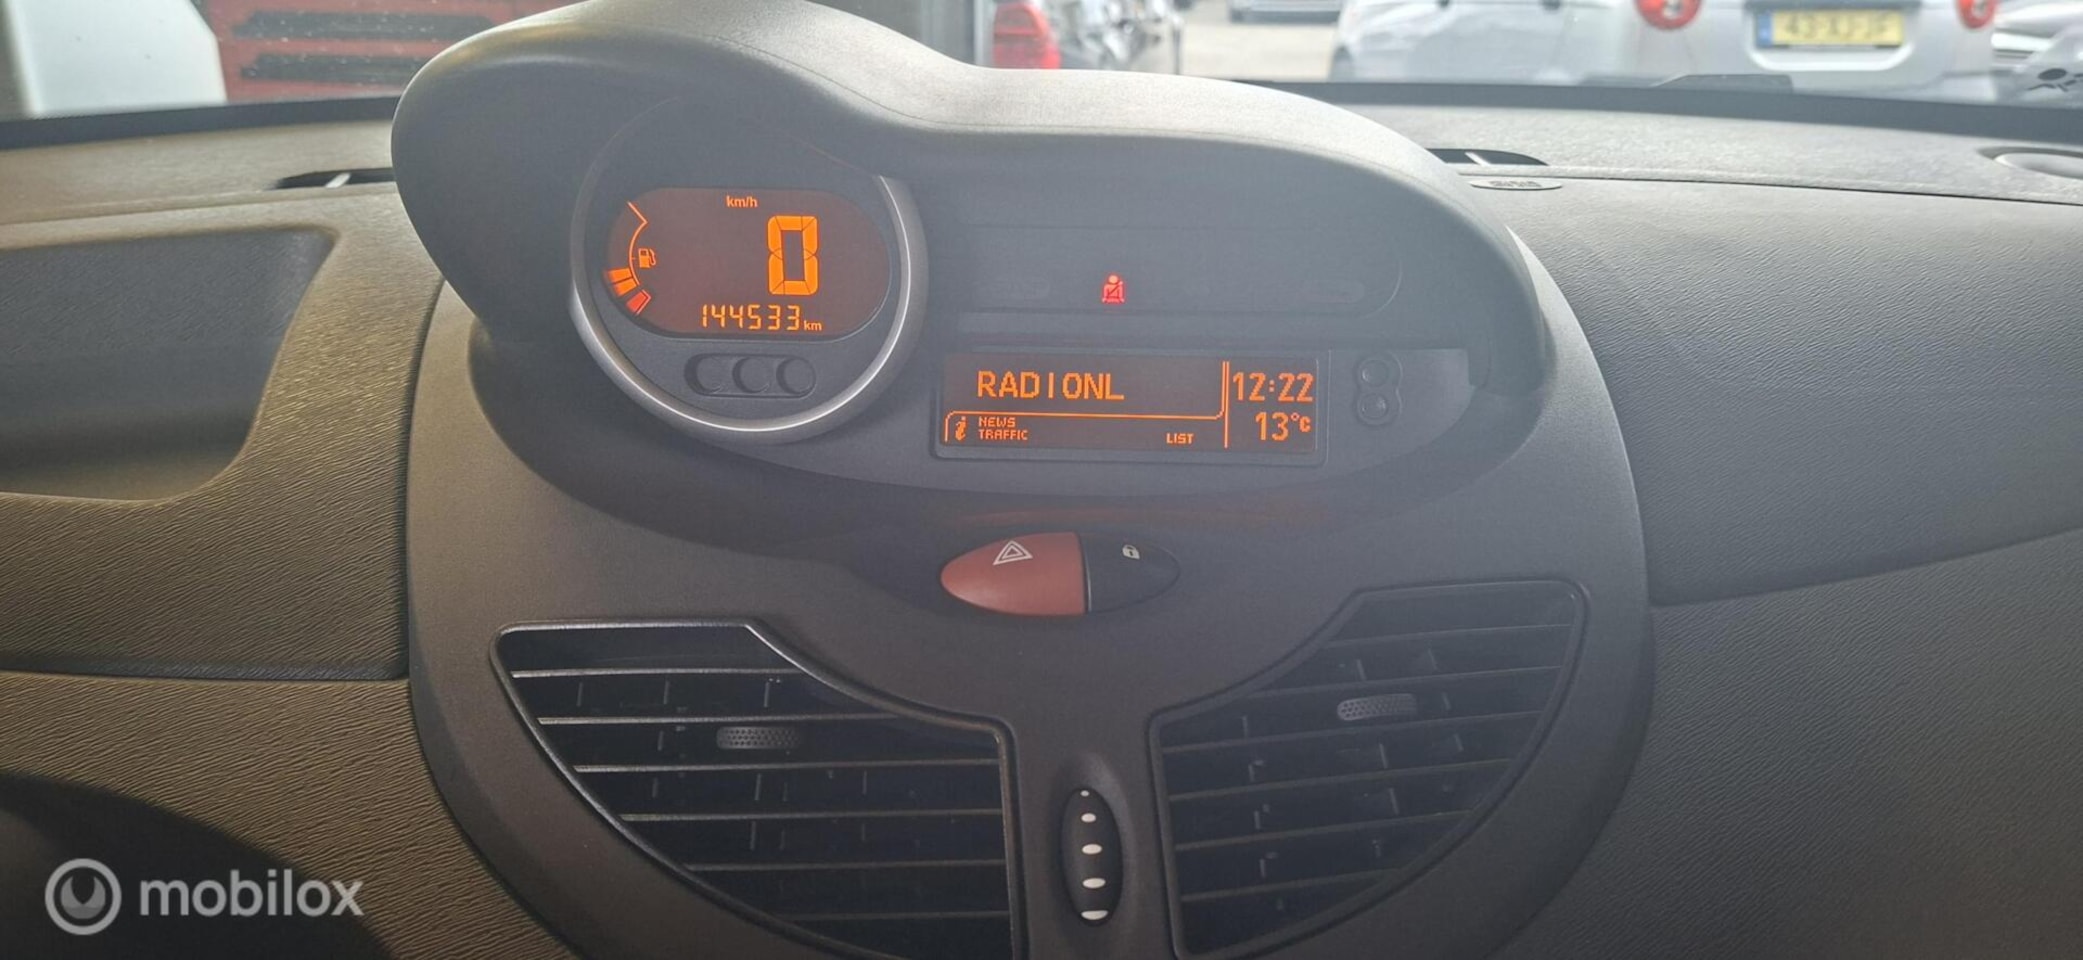 km/h
0
144533 km
RADIONL
12:22
NEWS
TRAFFIC
LIST
13°C
mobilox